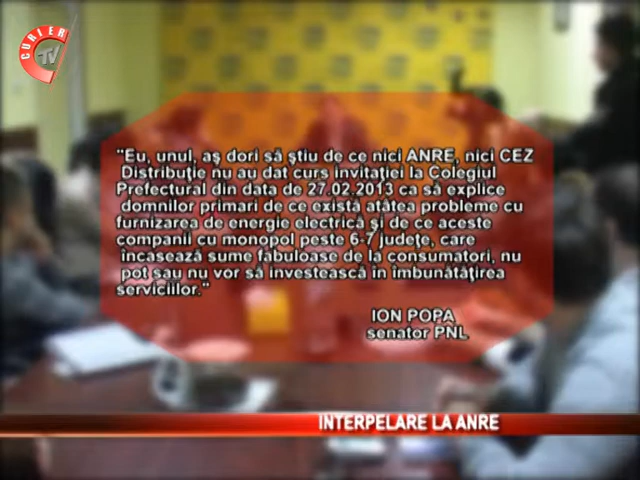 CURIER
TV
"Eu, unul, aş dori să ştiu de ce nici ANRE, nici CEZ
Distribuţie nu au dat curs invitaţiei la Colegiul
Prefectural din data de 27.02.2013 ca să explice
domnilor primari de ce există atâtea probleme cu
furnizarea de energie electrică şi de ce aceste
companii cu monopol peste 6-7 judeţe, care
încasează sume fabuloase de la consumatori, nu
pot sau nu vor să investească în îmbunătăţirea
serviciilor."
ION POPA
senator PNL
INTERPELARE LA ANRE